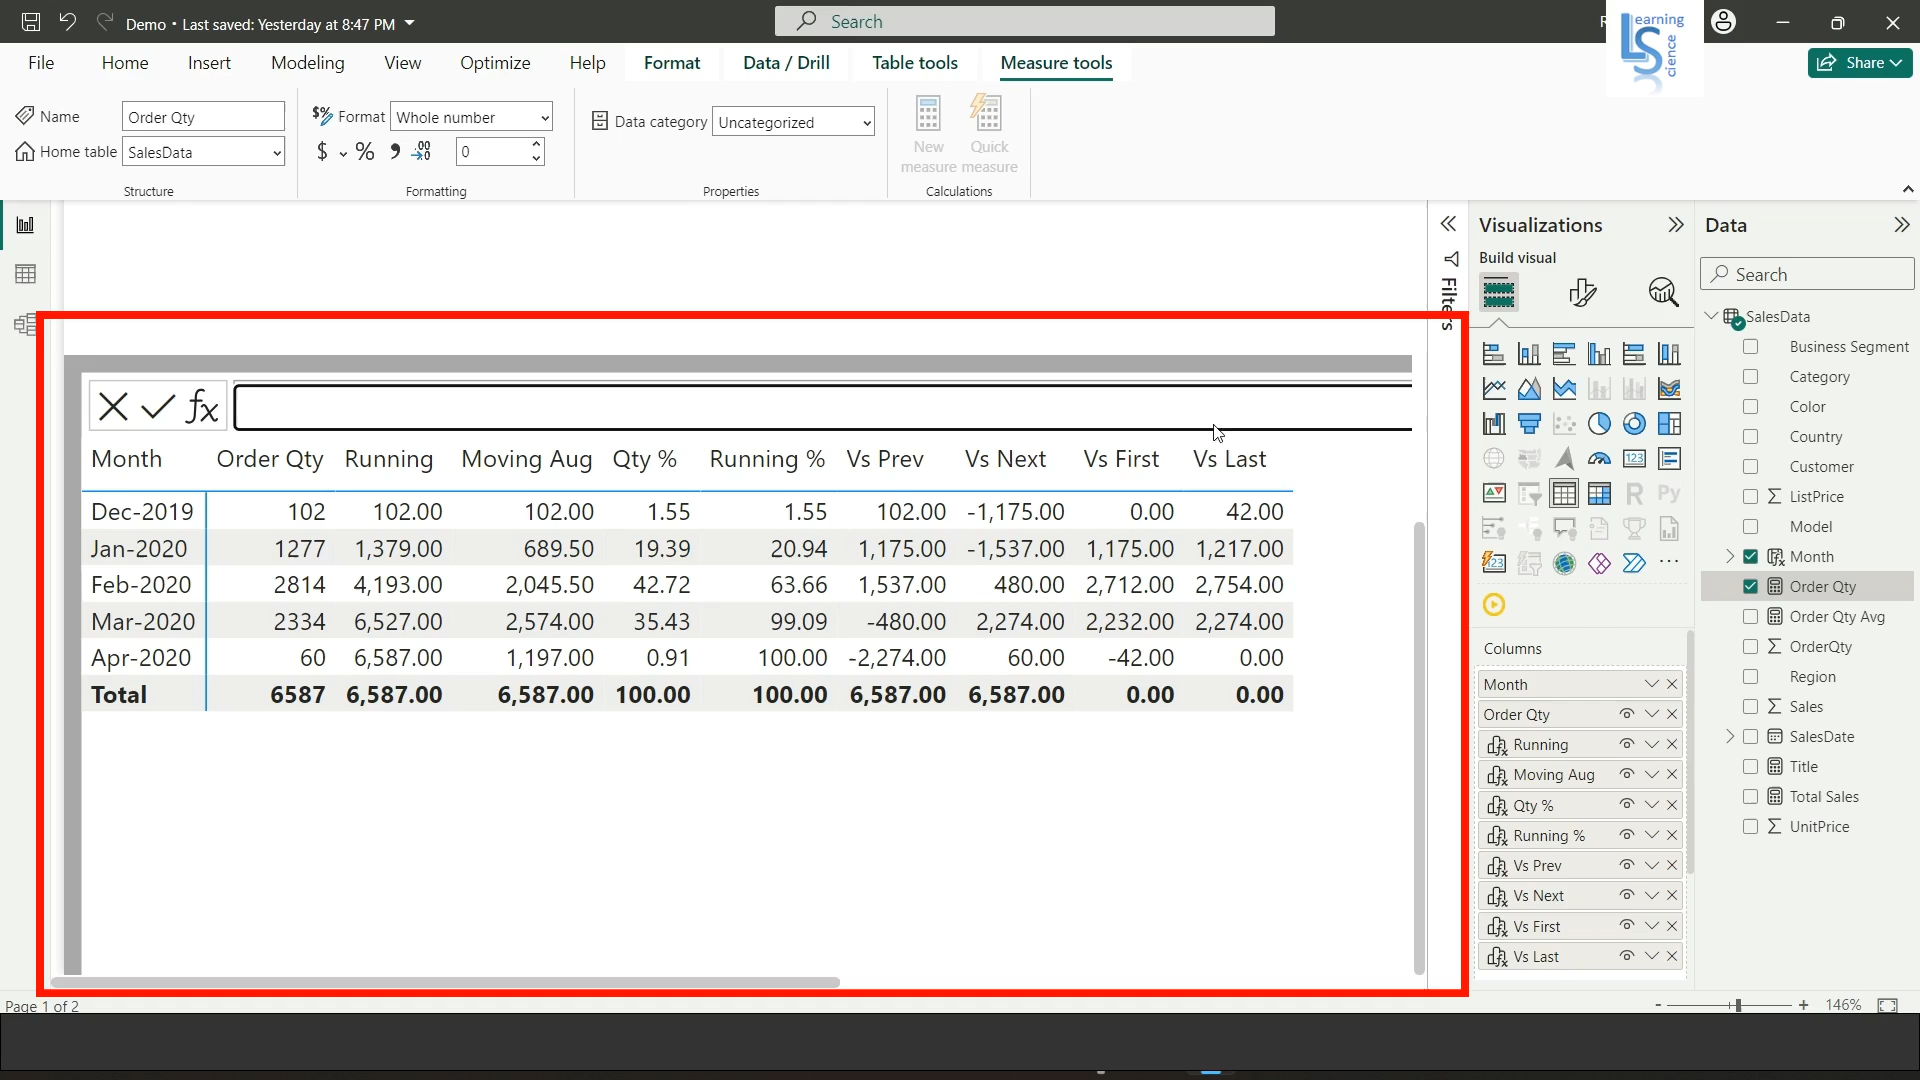 Demo • Last saved: Yesterday at 8:47 PM
Search
Learning Science
File Home Insert Modeling View Optimize Help Format Data / Drill Table tools Measure tools
Share
Name Order Qty
Home table SalesData
Structure
$% Format Whole number
$ % , .00 0
Formatting
Data category Uncategorized
Properties
New measure
Quick measure
Calculations
Filters
fx
Month Order Qty Running Moving Aug Qty % Running % Vs Prev Vs Next Vs First Vs Last
Dec-2019 102 102.00 102.00 1.55 1.55 102.00 -1,175.00 0.00 42.00
Jan-2020 1277 1,379.00 689.50 19.39 20.94 1,175.00 -1,537.00 1,175.00 1,217.00
Feb-2020 2814 4,193.00 2,045.50 42.72 63.66 1,537.00 480.00 2,712.00 2,754.00
Mar-2020 2334 6,527.00 2,574.00 35.43 99.09 -480.00 2,274.00 2,232.00 2,274.00
Apr-2020 60 6,587.00 1,197.00 0.91 100.00 -2,274.00 60.00 -42.00 0.00
Total 6587 6,587.00 6,587.00 100.00 100.00 6,587.00 6,587.00 0.00 0.00
Visualizations
Build visual
123
R Py
123
Columns
Month
Order Qty
Running
Moving Aug
Qty %
Running %
Vs Prev
Vs Next
Vs First
Vs Last
Data
Search
SalesData
Business Segment
Category
Color
Country
Customer
ListPrice
Model
Month
Order Qty
Order Qty Avg
OrderQty
Region
Sales
SalesDate
Title
Total Sales
UnitPrice
Page 1 of 2
- + 146%